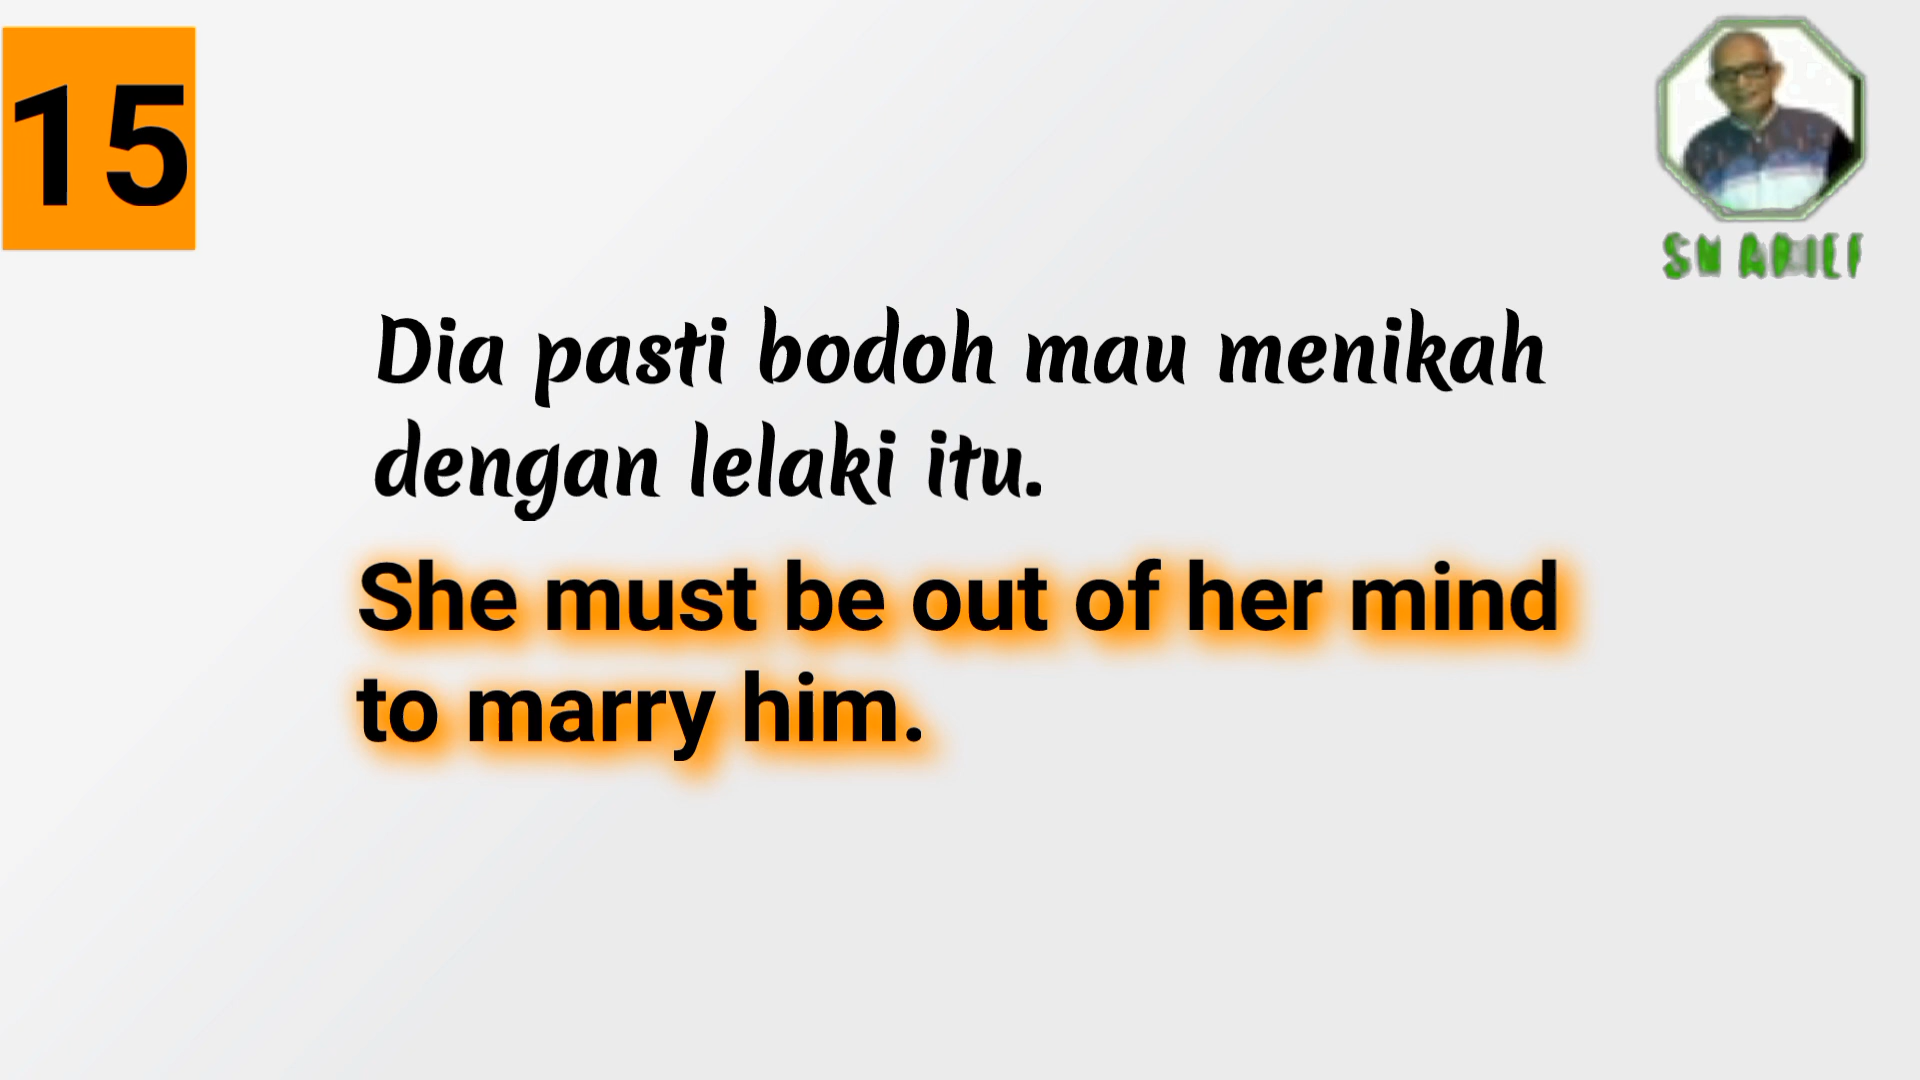 15
Dia pasti bodoh mau menikah
dengan lelaki itu.
She must be out of her mind
to marry him.